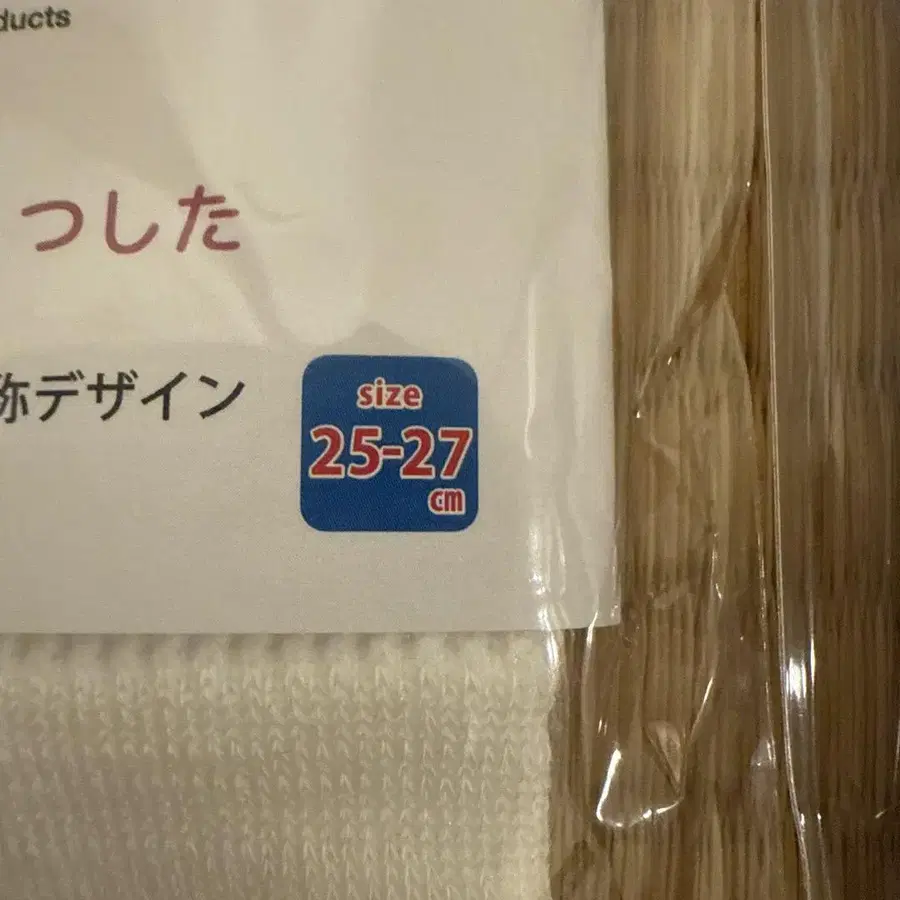 ducts
つした
称デザイン
size
25-27
cm